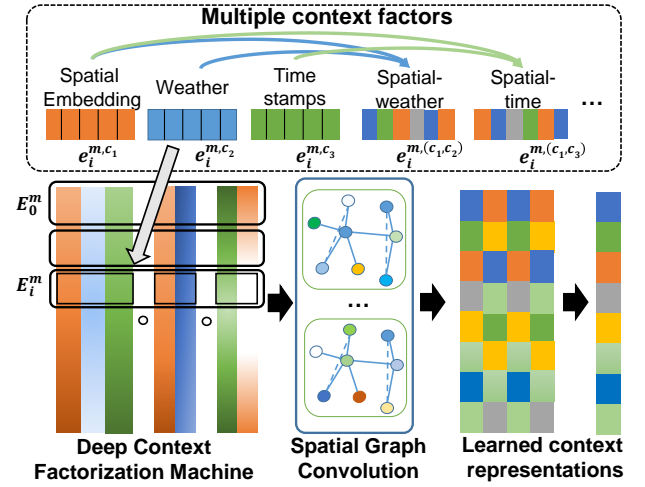 Multiple context factors
Spatial Embedding
Weather
Time stamps
Spatial-weather
Spatial-time
...
e_i^{m,c_1}
e_i^{m,c_2}
e_i^{m,c_3}
e_i^{m,(c_1,c_2)}
e_i^{m,(c_1,c_3)}
E_0^m
E_i^m
...
Deep Context
Factorization Machine
Spatial Graph
Convolution
Learned context
representations